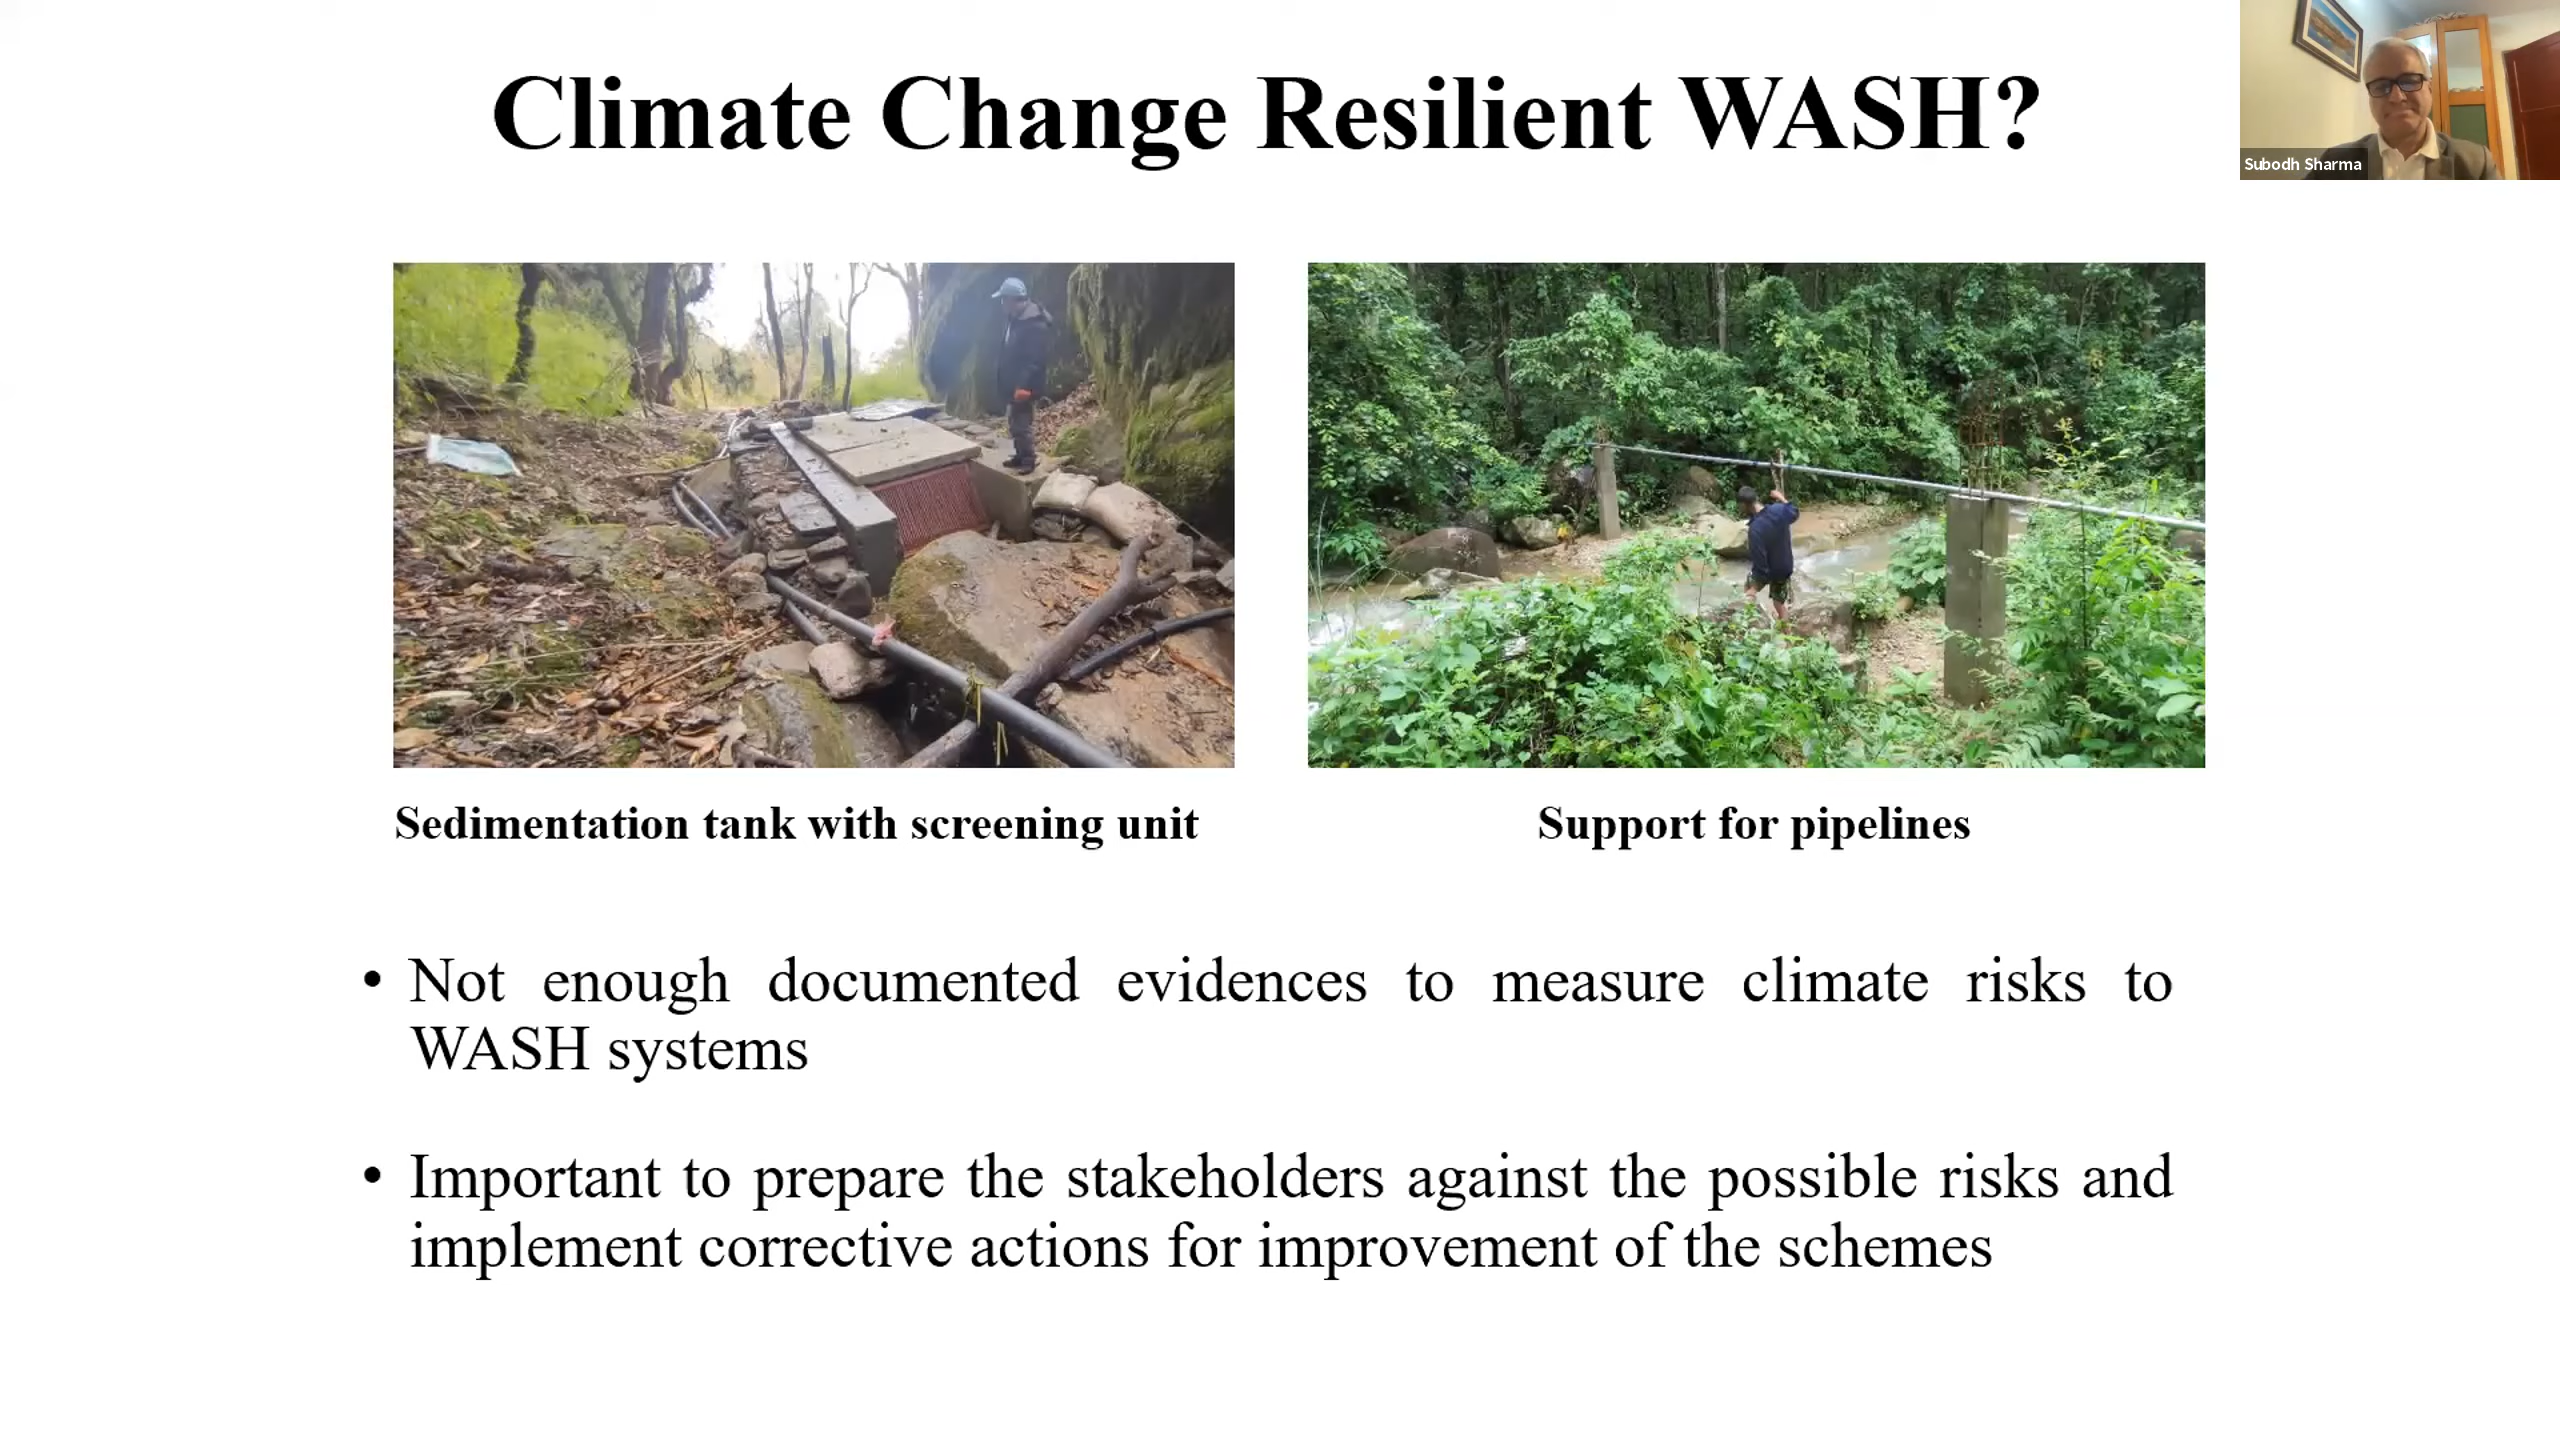 Climate Change Resilient WASH?
Subodh Sharma
Sedimentation tank with screening unit
Support for pipelines
• Not enough documented evidences to measure climate risks to
WASH systems
• Important to prepare the stakeholders against the possible risks and
implement corrective actions for improvement of the schemes